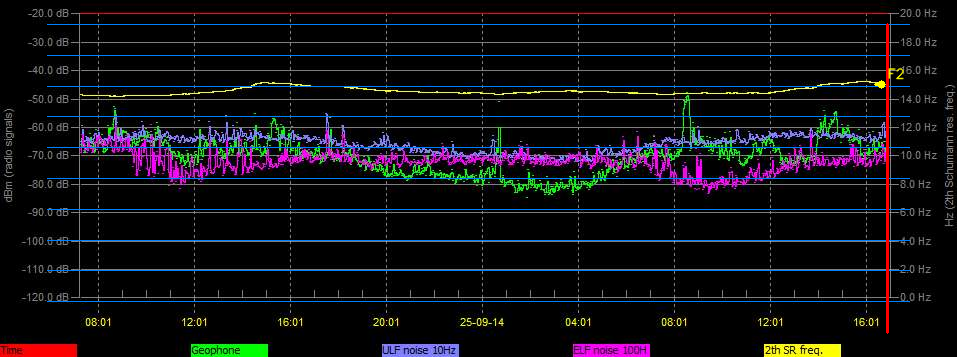 -20.0 dB 20.0 Hz
-30.0 dB 18.0 Hz
-40.0 dB 16.0 Hz
F2
-50.0 dB 14.0 Hz
-60.0 dB 12.0 Hz
-70.0 dB 10.0 Hz
-80.0 dB 8.0 Hz
-90.0 dB 6.0 Hz
-100.0 dB 4.0 Hz
-110.0 dB 2.0 Hz
-120.0 dB 0.0 Hz
dBm (radio signals)
Hz (2th Schumann res. freq.)
08:01 12:01 16:01 20:01 25-09-14 04:01 08:01 12:01 16:01
Time Geophone ULF noise 10Hz ELF noise 100H 2th SR freq.